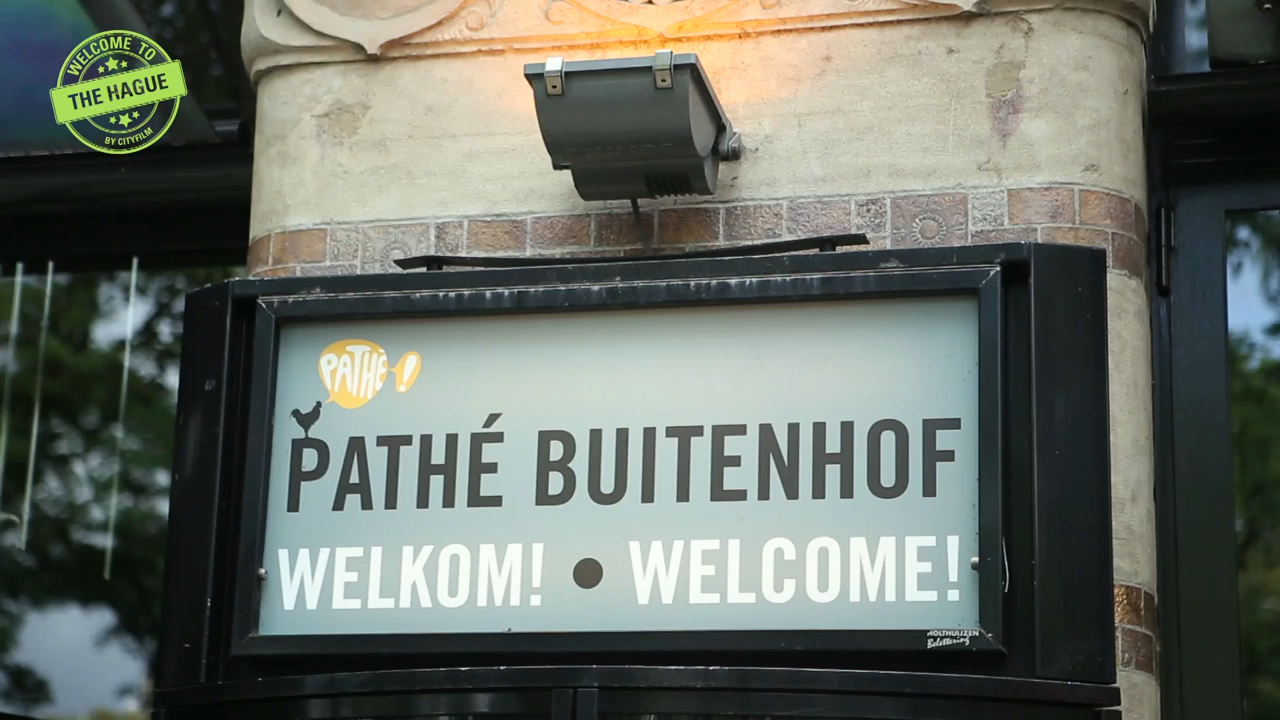 WELCOME TO
THE HAGUE
BY CITYFILM
PATHÉ!
PATHÉ BUITENHOF
WELKOM! • WELCOME!
HOLTHUIJZEN
Belettering